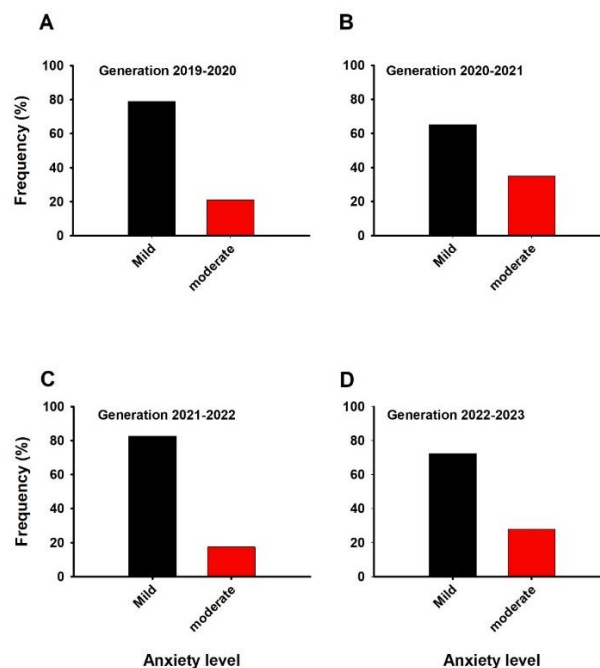 A
Generation 2019-2020
Frequency (%)
100
80
60
40
20
0
Mild
moderate
B
Generation 2020-2021
100
80
60
40
20
0
Mild
moderate
C
Generation 2021-2022
Frequency (%)
100
80
60
40
20
0
Mild
moderate
Anxiety level
D
Generation 2022-2023
100
80
60
40
20
0
Mild
moderate
Anxiety level